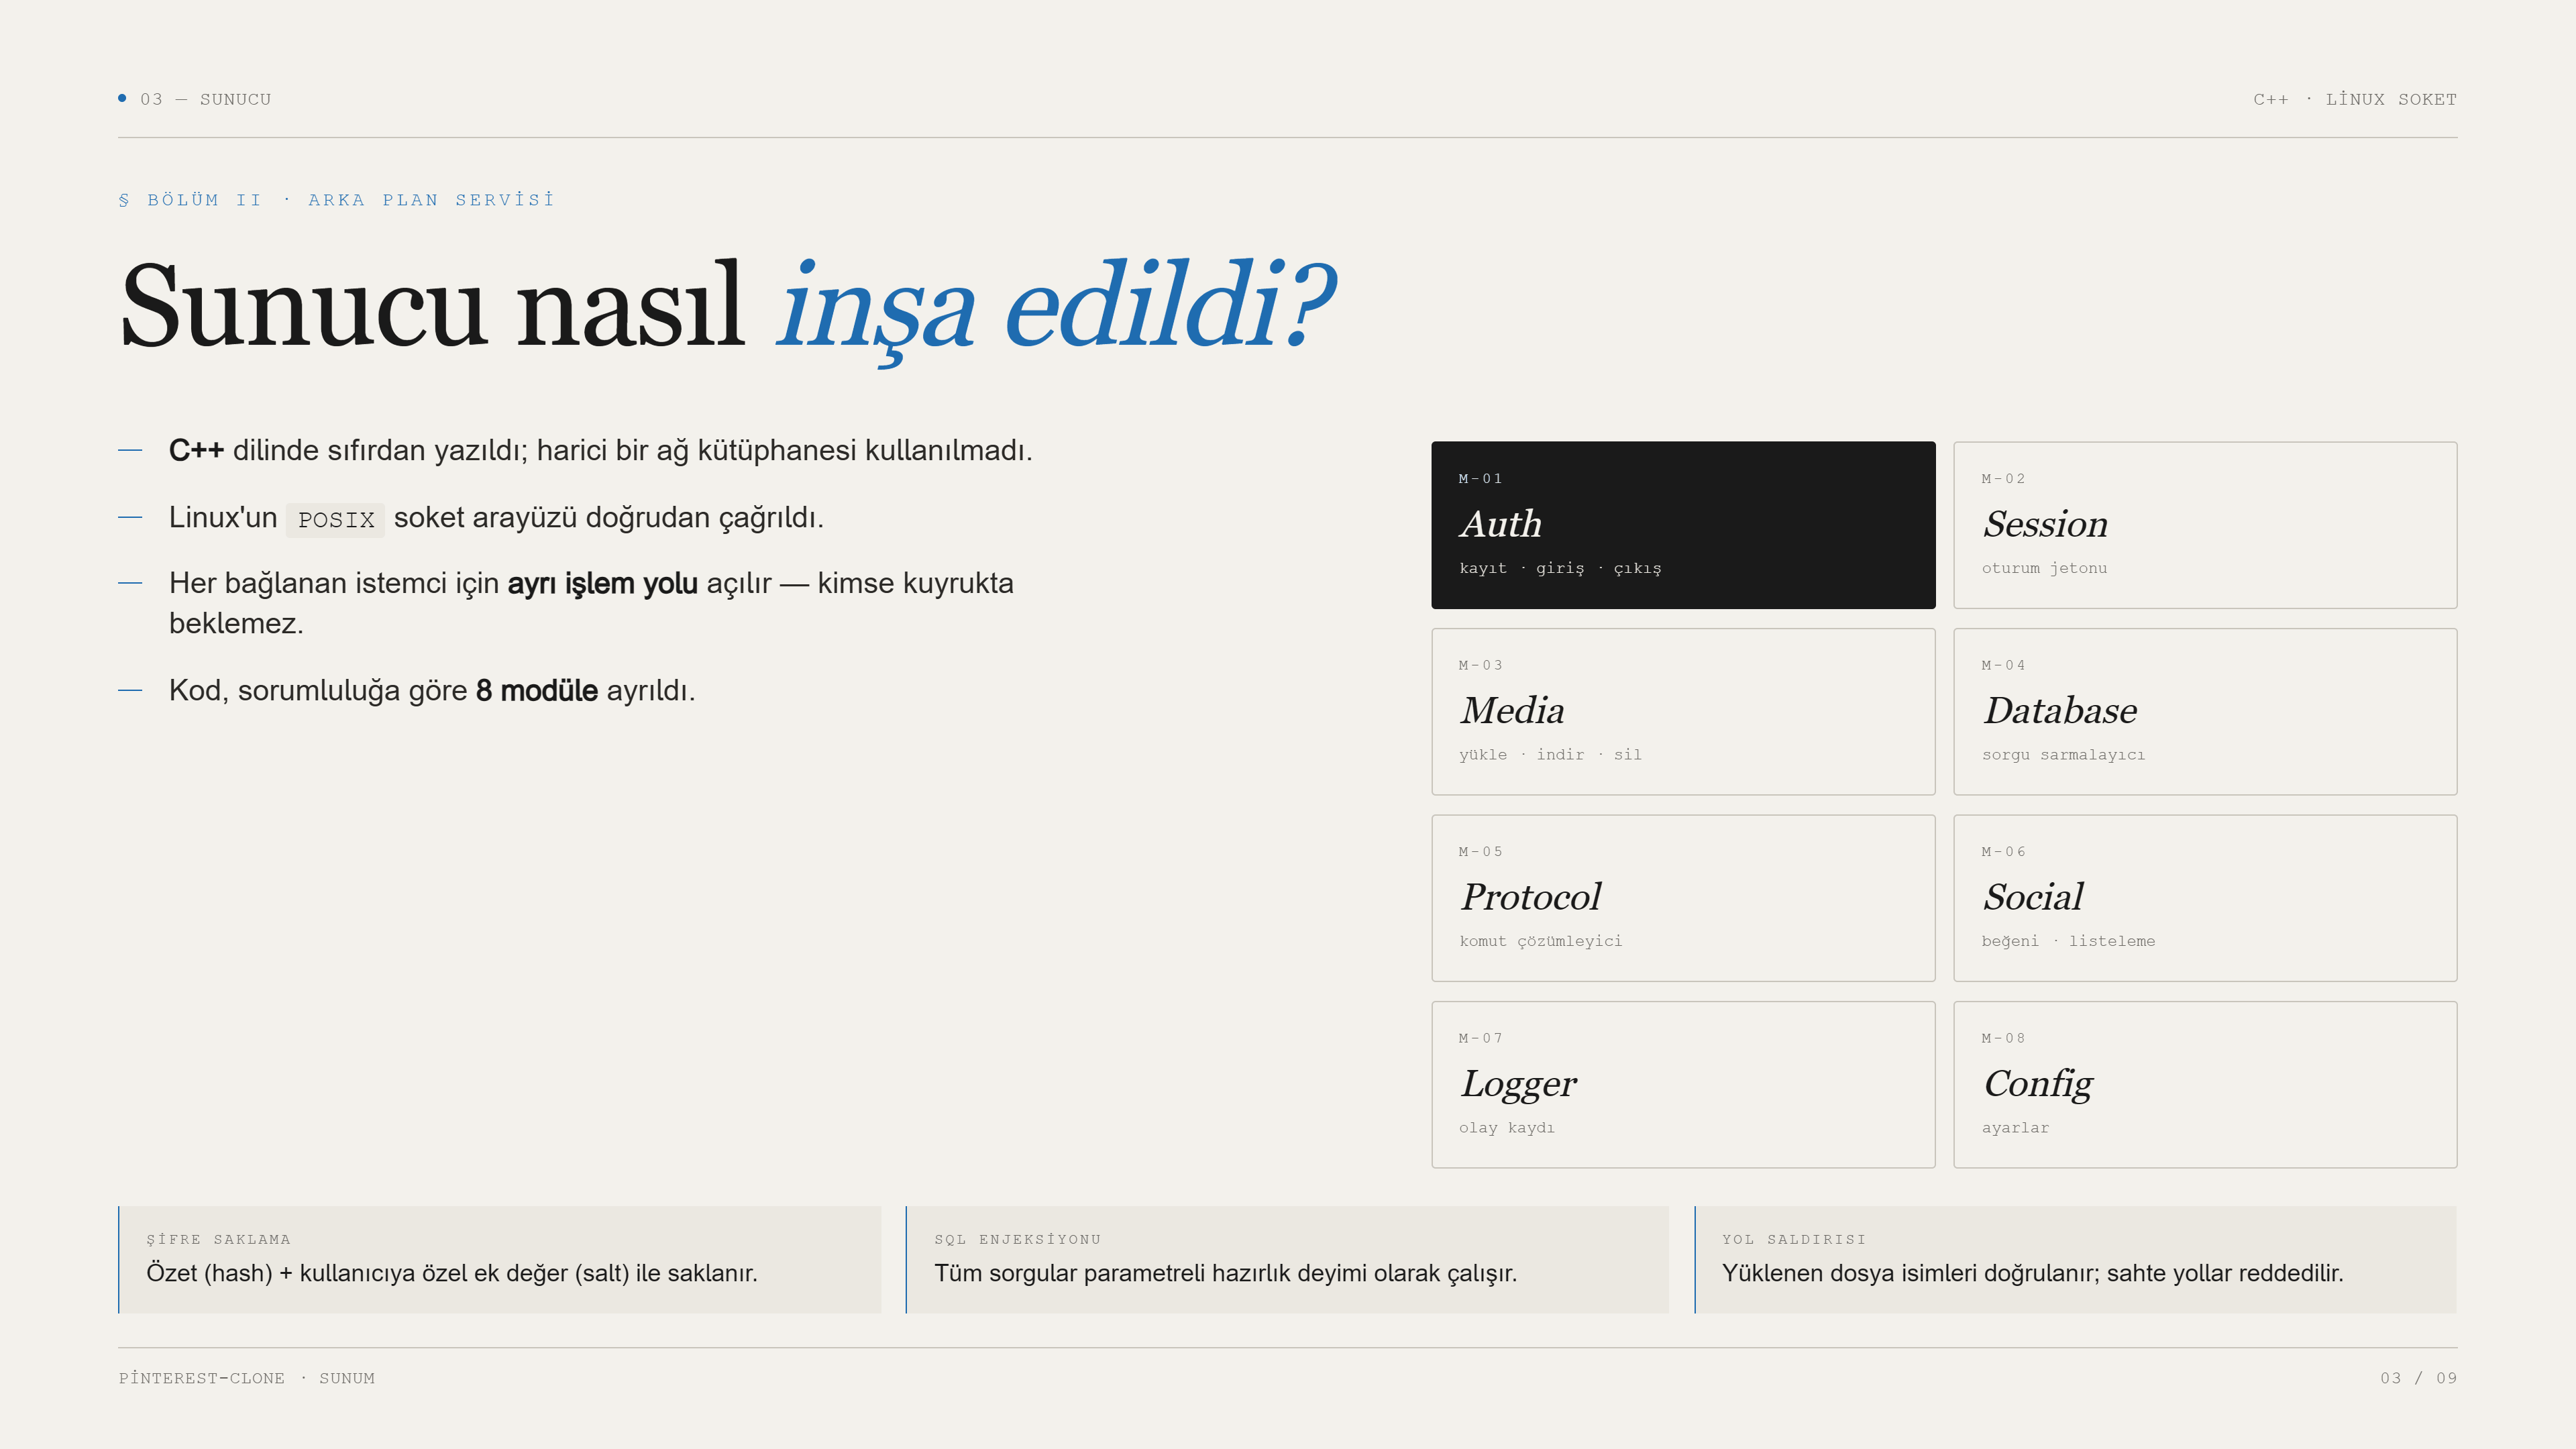 03 — SUNUCU
C++ · LİNUX SOKET
§ BÖLÜM II · ARKA PLAN SERVİSİ
Sunucu nasıl inşa edildi?
— C++ dilinde sıfırdan yazıldı; harici bir ağ kütüphanesi kullanılmadı.
— Linux'un POSIX soket arayüzü doğrudan çağrıldı.
— Her bağlanan istemci için ayrı işlem yolu açılır — kimse kuyrukta
beklemez.
— Kod, sorumluluğa göre 8 modüle ayrıldı.
M-01
Auth
kayıt · giriş · çıkış
M-02
Session
oturum jetonu
M-03
Media
yükle · indir · sil
M-04
Database
sorgu sarmalayıcı
M-05
Protocol
komut çözümleyici
M-06
Social
beğeni · listeleme
M-07
Logger
olay kaydı
M-08
Config
ayarlar
ŞİFRE SAKLAMA
Özet (hash) + kullanıcıya özel ek değer (salt) ile saklanır.
SQL ENJEKSİYONU
Tüm sorgular parametreli hazırlık deyimi olarak çalışır.
YOL SALDIRISI
Yüklenen dosya isimleri doğrulanır; sahte yollar reddedilir.
PİNTEREST-CLONE · SUNUM
03 / 09